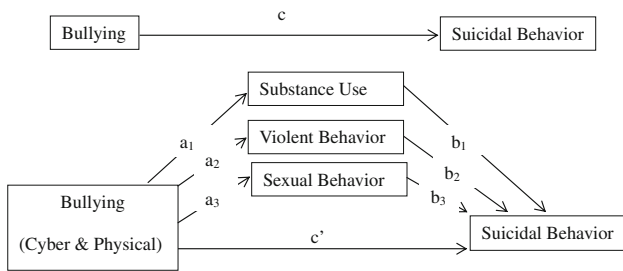 c
Bullying Suicidal Behavior
Substance Use
a1 b1
Violent Behavior
a2 b2
Sexual Behavior
a3 b3
Bullying
(Cyber & Physical)
c’
Suicidal Behavior